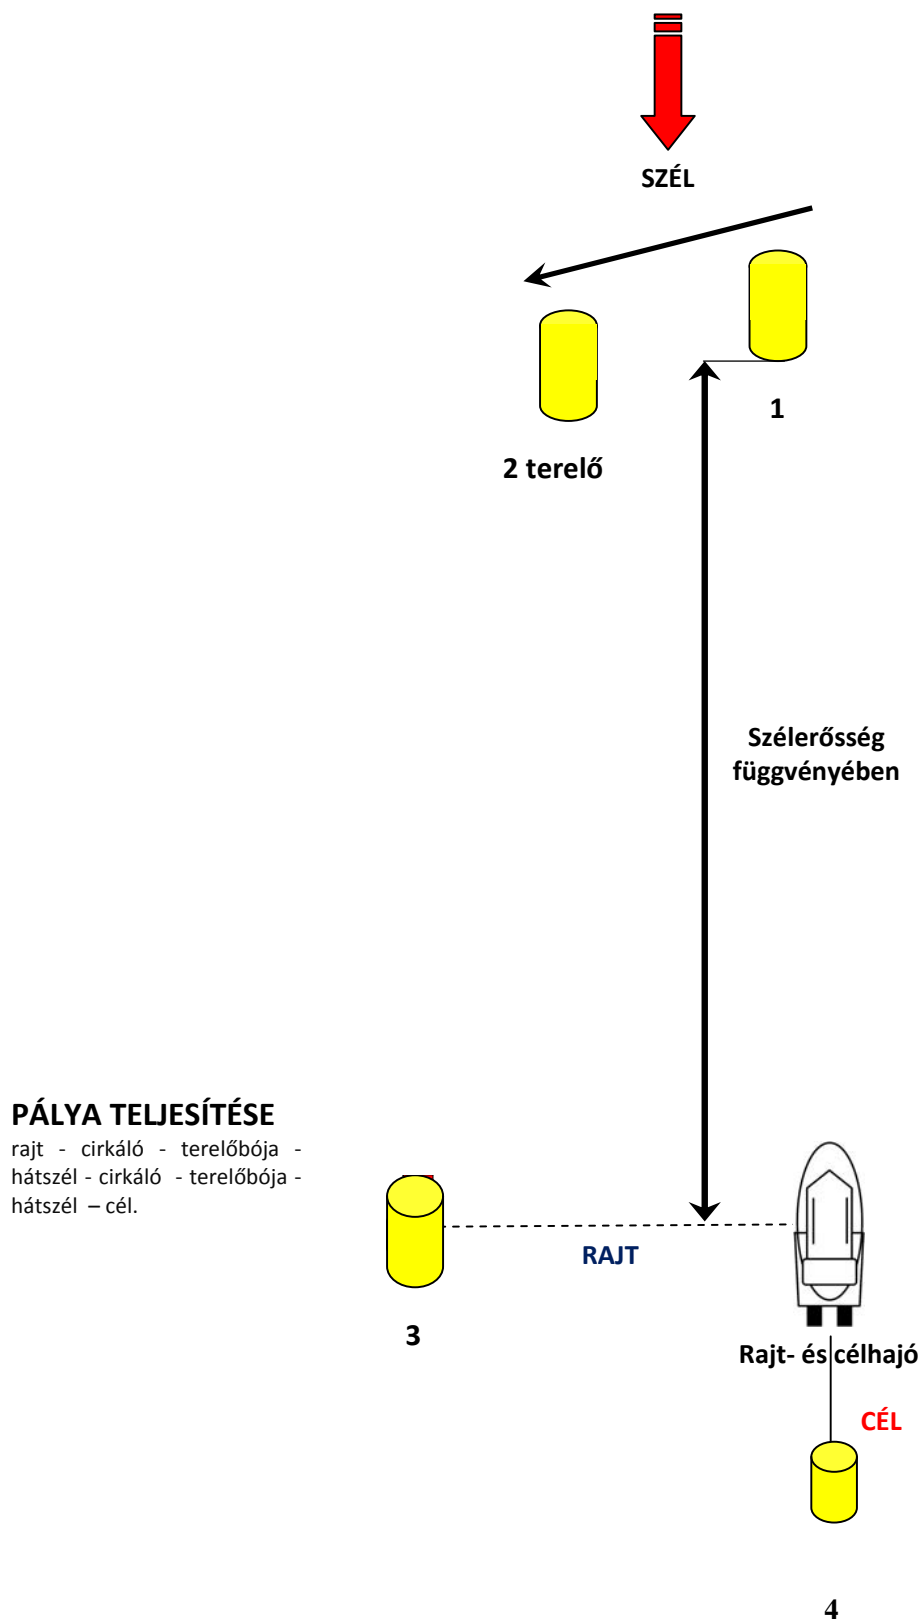 SZÉL
1
2 terelő
Szélerősség
függvényében
PÁLYA TELJESÍTÉSE
rajt - cirkáló - terelőbója -
hátszél - cirkáló - terelőbója -
hátszél – cél.
RAJT
3
Rajt- és célhajó
CÉL
4